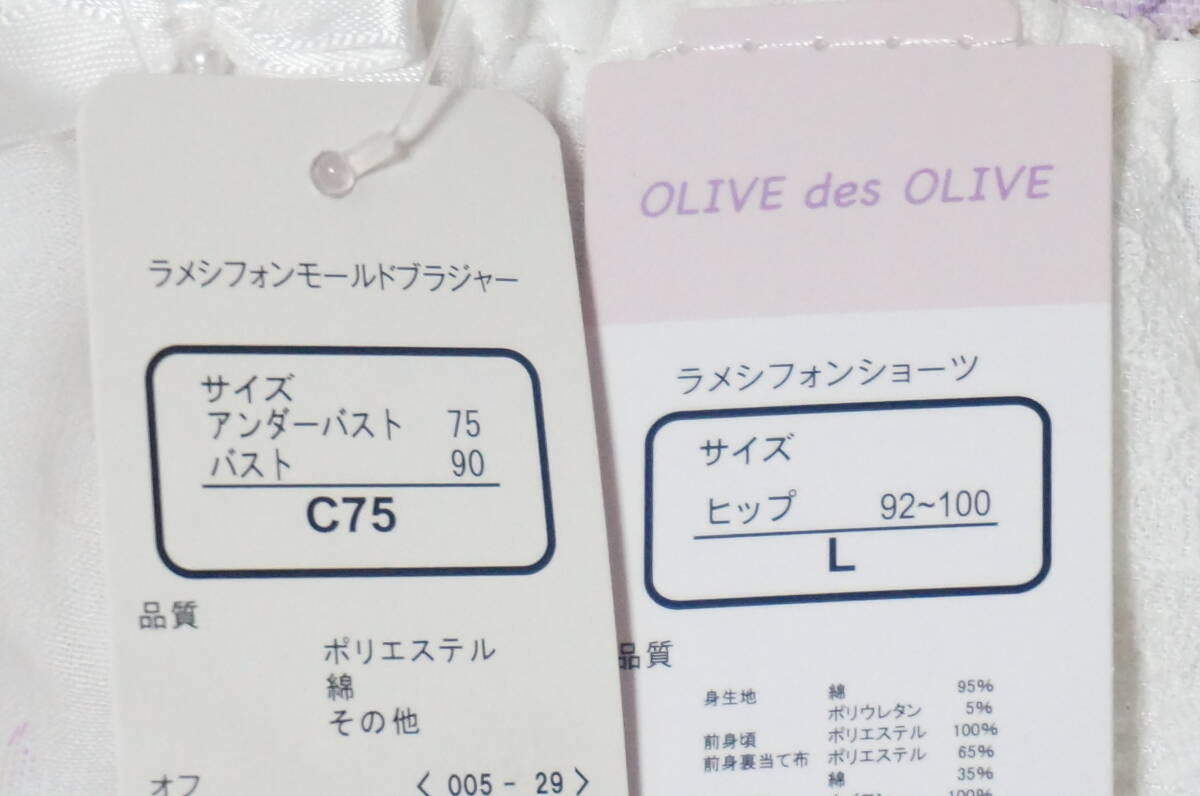 ラメシフォンモールドブラジャー
サイズ
アンダーバスト 75
バスト 90
C75
品質
ポリエステル
綿
その他
オフ 〈 005 - 29 〉
OLIVE des OLIVE
ラメシフォンショーツ
サイズ
ヒップ 92~100
L
品質
身生地 綿 95%
ポリウレタン 5%
前身頃 ポリエステル 100%
前身裏当て布 ポリエステル 65%
綿 35%
100%